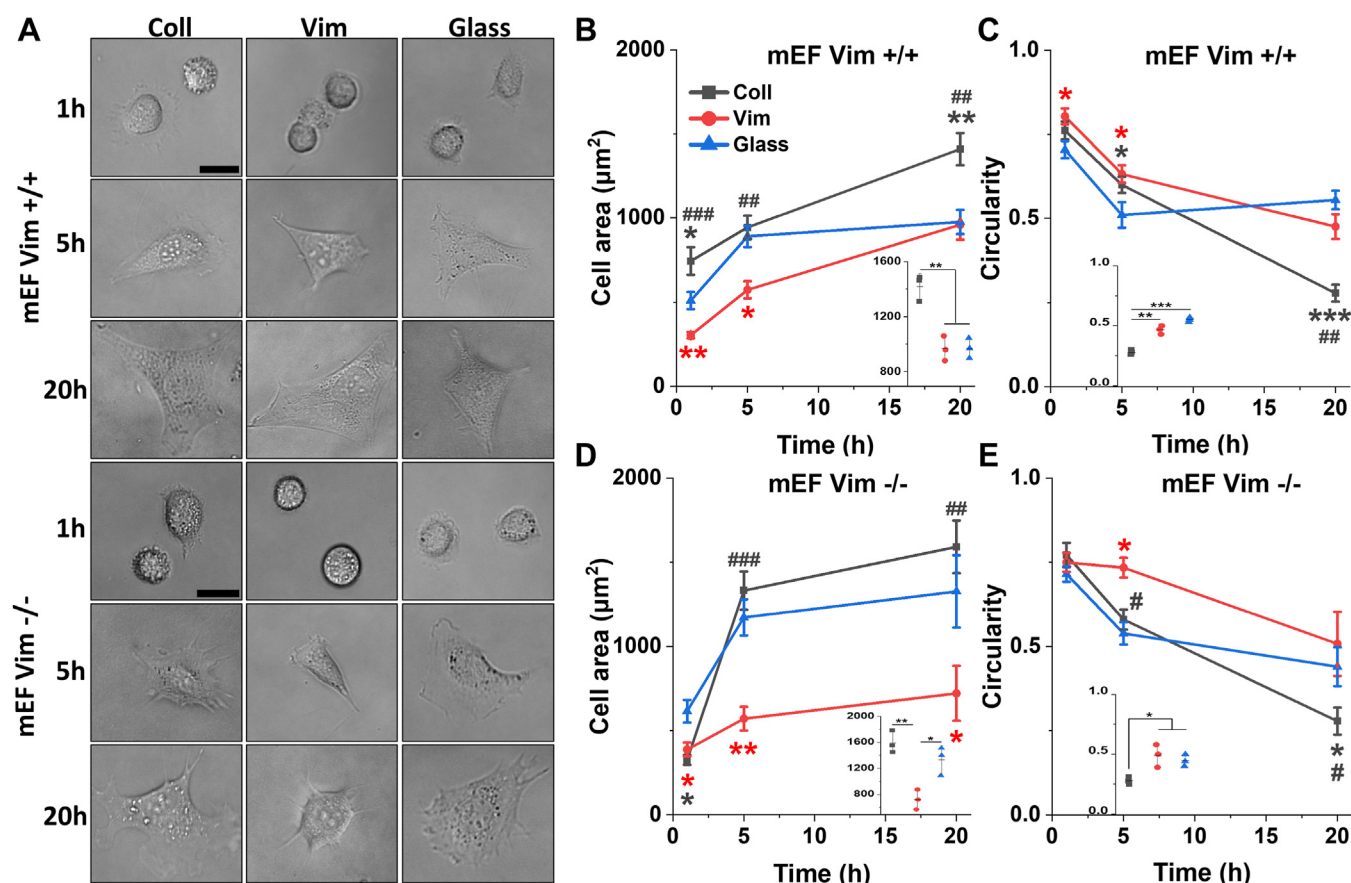 A
Coll
Vim
Glass
mEF Vim +/+
1h
5h
20h
mEF Vim -/-
1h
5h
20h
B
mEF Vim +/+
Cell area (µm²)
2000
1000
0
Coll
Vim
Glass
###
*
**
##
*
##
**
1600
1200
800
**
0 5 10 15 20
Time (h)
C
mEF Vim +/+
Circularity
1.0
0.5
0.0
*
*
*
***
##
1.0
0.5
0.0
***
**
0 5 10 15 20
Time (h)
D
mEF Vim -/-
Cell area (µm²)
2000
1000
0
*
*
###
**
##
*
2000
1600
1200
800
**
*
0 5 10 15 20
Time (h)
E
mEF Vim -/-
Circularity
1.0
0.5
0.0
*
#
*
#
1.0
0.5
0.0
*
0 5 10 15 20
Time (h)